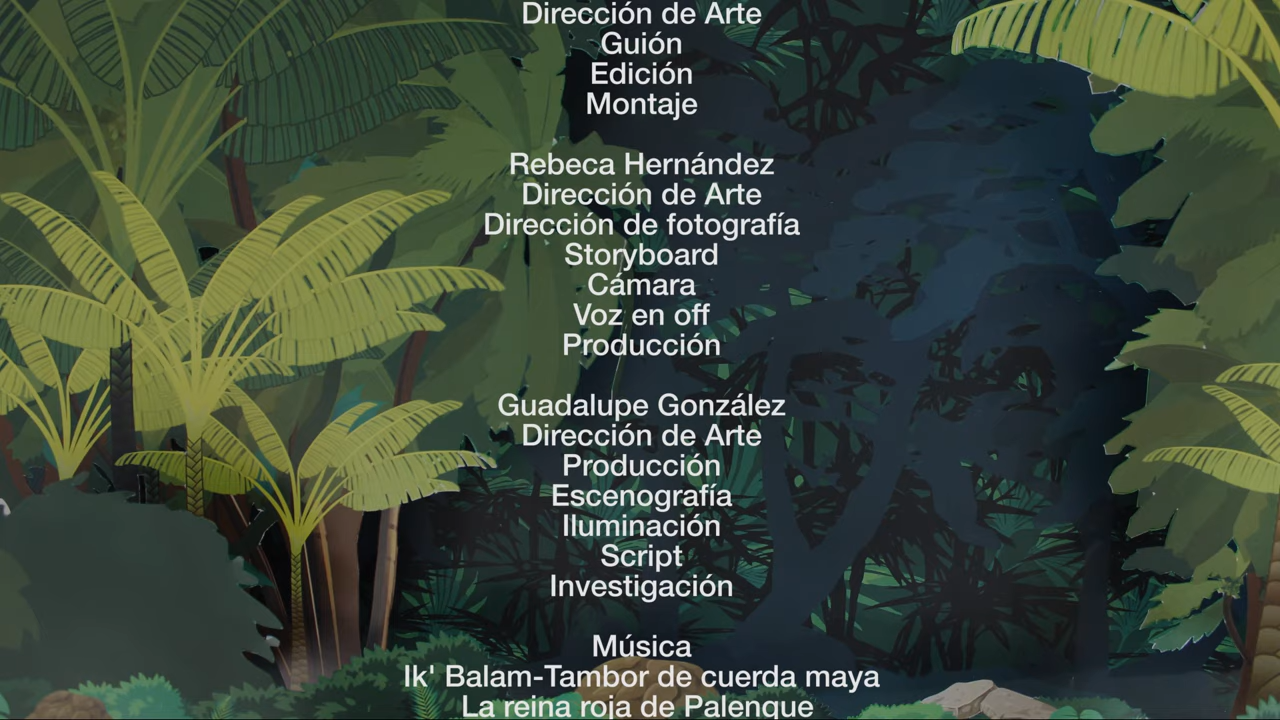 Dirección de Arte
Guión
Edición
Montaje
Rebeca Hernández
Dirección de Arte
Dirección de fotografía
Storyboard
Cámara
Voz en off
Producción
Guadalupe González
Dirección de Arte
Producción
Escenografía
Iluminación
Script
Investigación
Música
Ik' Balam-Tambor de cuerda maya
La reina roja de Palenque